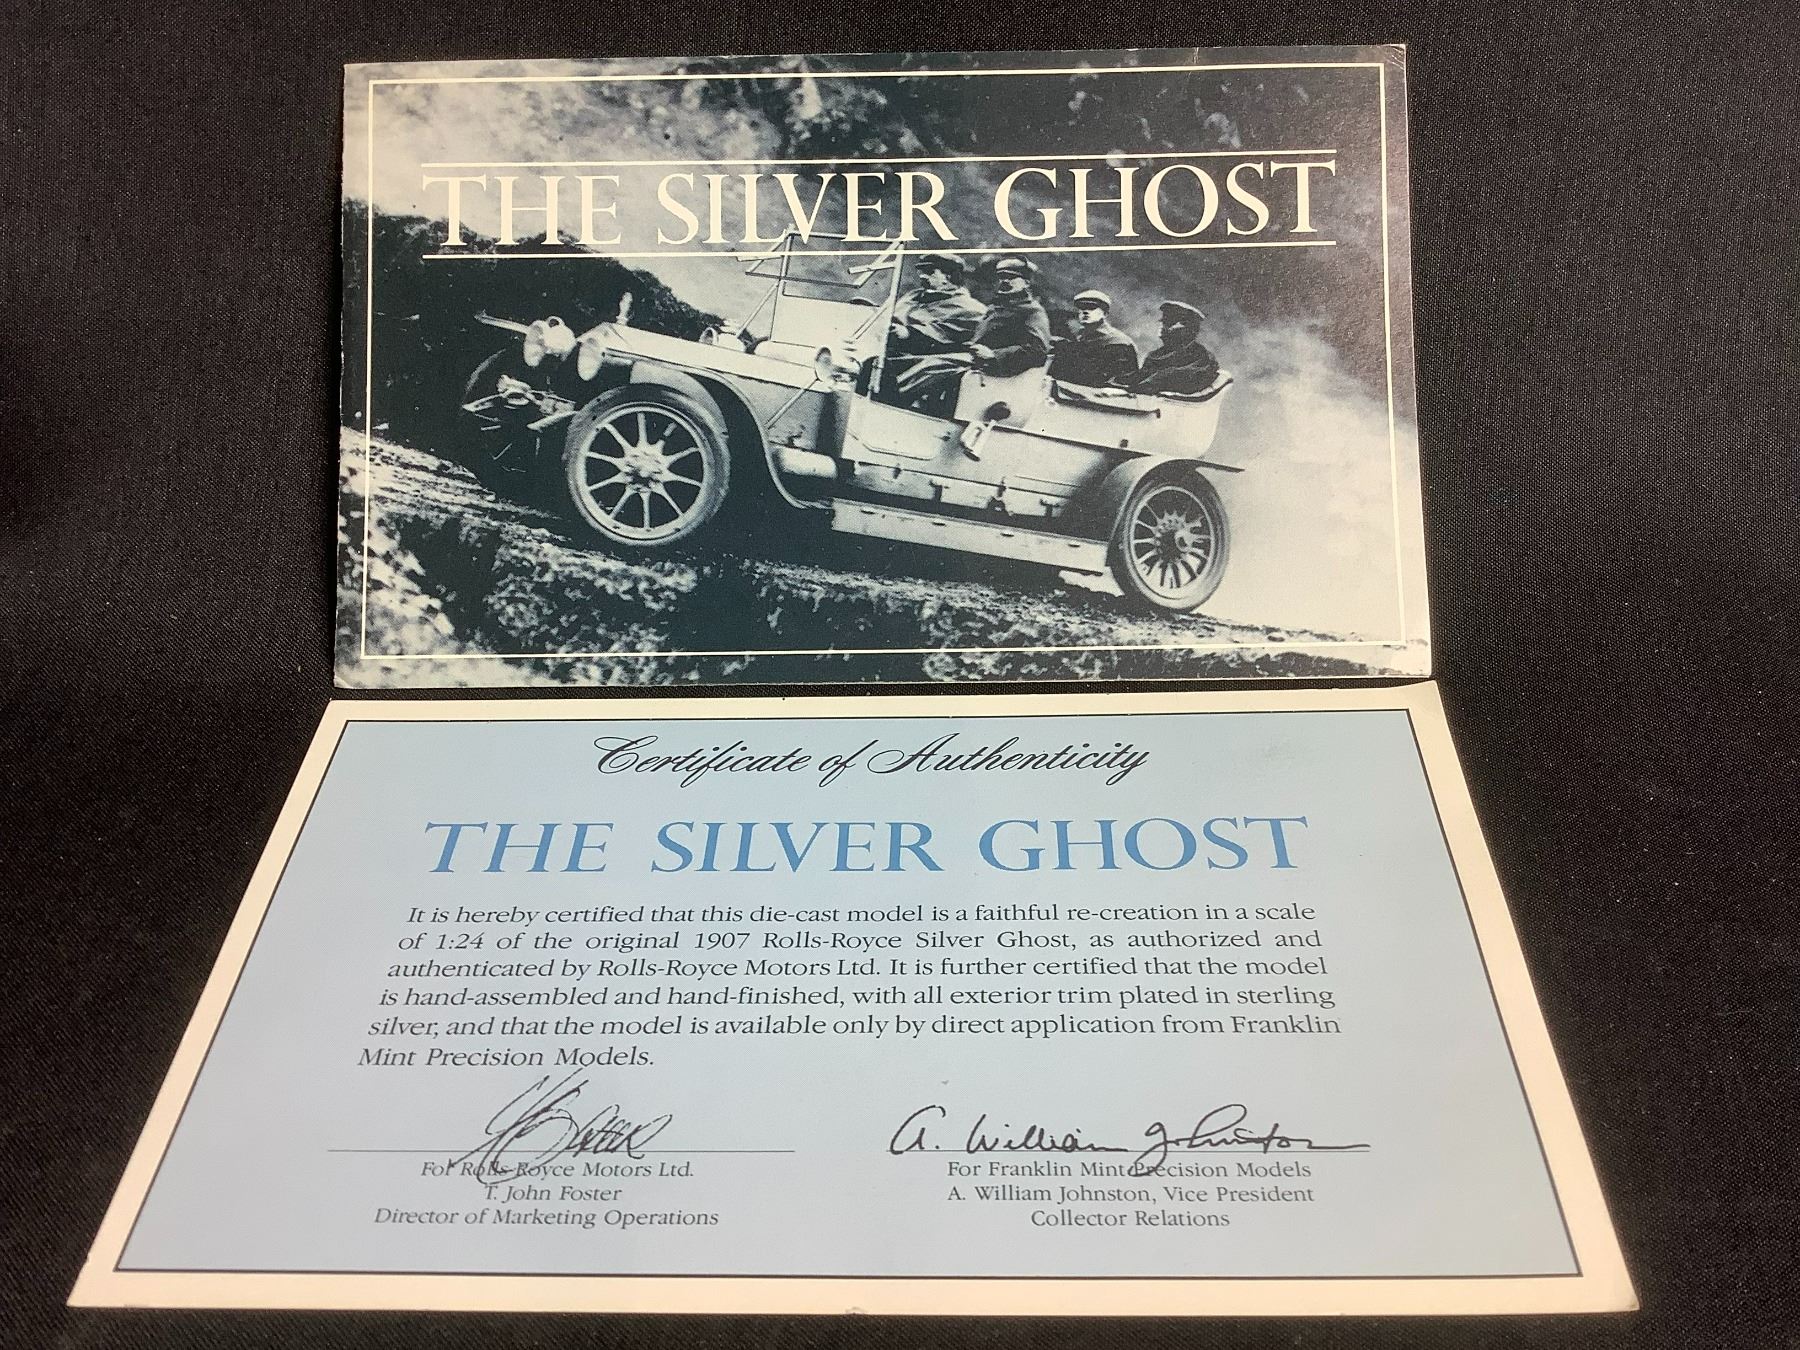 THE SILVER GHOST
Certificate of Authenticity
THE SILVER GHOST
It is hereby certified that this die-cast model is a faithful re-creation in a scale
of 1:24 of the original 1907 Rolls-Royce Silver Ghost, as authorized and
authenticated by Rolls-Royce Motors Ltd. It is further certified that the model
is hand-assembled and hand-finished, with all exterior trim plated in sterling
silver, and that the model is available only by direct application from Franklin
Mint Precision Models.
A. William Johnston
For Rolls-Royce Motors Ltd.
T. John Foster
Director of Marketing Operations
For Franklin Mint Precision Models
A. William Johnston, Vice President
Collector Relations